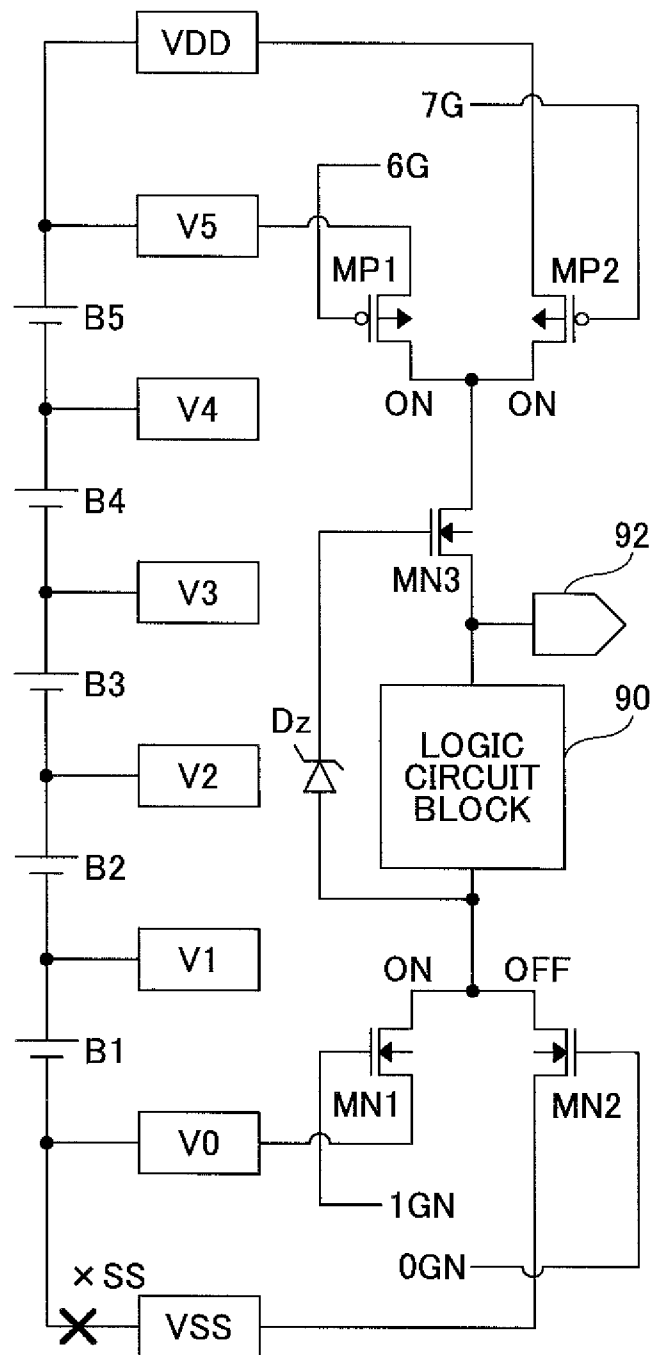 VDD
7G
6G
V5
MP1
MP2
B5
ON
ON
V4
B4
92
MN3
V3
B3
90
Dz
LOGIC
CIRCUIT
BLOCK
V2
B2
V1
ON
OFF
B1
MN1
MN2
V0
1GN
× SS
0GN
VSS